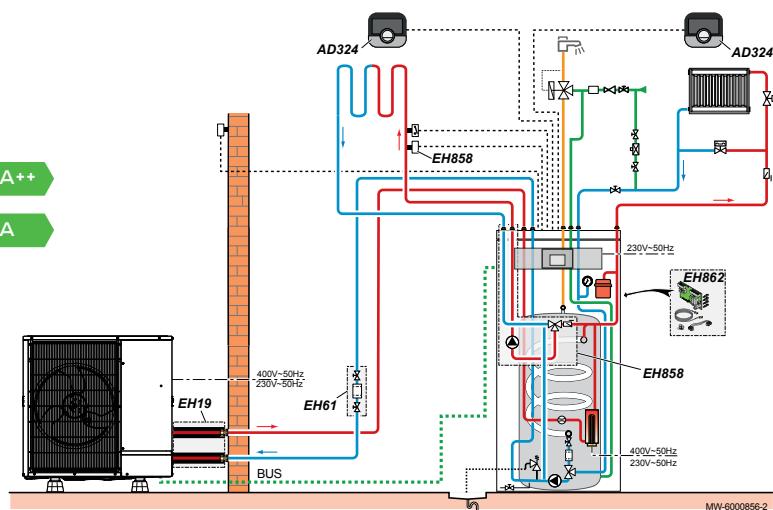 AD324
AD324
EH858
A++
A
230V~50Hz
EH862
EH858
400V~50Hz
230V~50Hz
EH19
EH61
400V~50Hz
230V~50Hz
BUS
MW-6000856-2